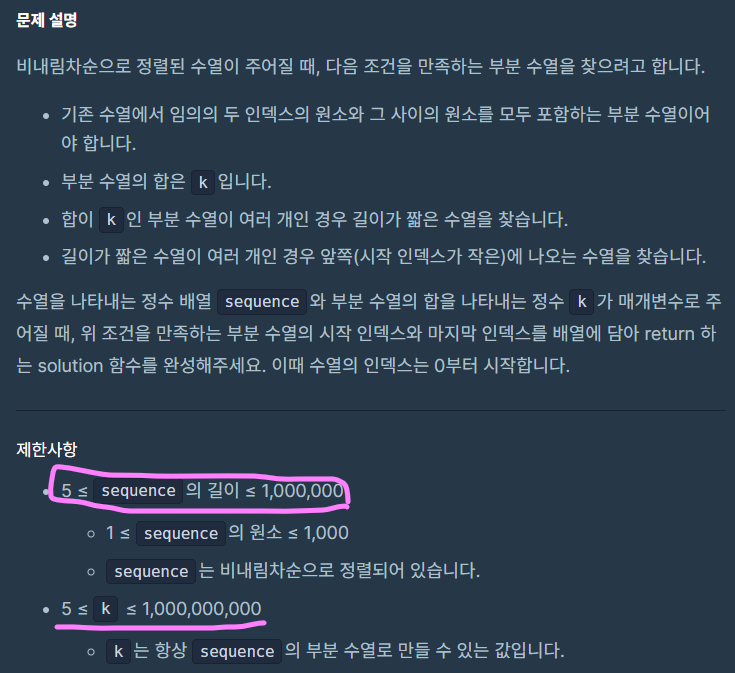 문제 설명
비내림차순으로 정렬된 수열이 주어질 때, 다음 조건을 만족하는 부분 수열을 찾으려고 합니다.
기존 수열에서 임의의 두 인덱스의 원소와 그 사이의 원소를 모두 포함하는 부분 수열이어
야 합니다.
부분 수열의 합은 k 입니다.
합이 k 인 부분 수열이 여러 개인 경우 길이가 짧은 수열을 찾습니다.
길이가 짧은 수열이 여러 개인 경우 앞쪽(시작 인덱스가 작은)에 나오는 수열을 찾습니다.
수열을 나타내는 정수 배열 sequence 와 부분 수열의 합을 나타내는 정수 k 가 매개변수로 주
어질 때, 위 조건을 만족하는 부분 수열의 시작 인덱스와 마지막 인덱스를 배열에 담아 return 하
는 solution 함수를 완성해주세요. 이때 수열의 인덱스는 0부터 시작합니다.
제한사항
5 ≤ sequence 의 길이 ≤ 1,000,000
1 ≤ sequence 의 원소 ≤ 1,000
sequence 는 비내림차순으로 정렬되어 있습니다.
5 ≤ k ≤ 1,000,000,000
k 는 항상 sequence 의 부분 수열로 만들 수 있는 값입니다.